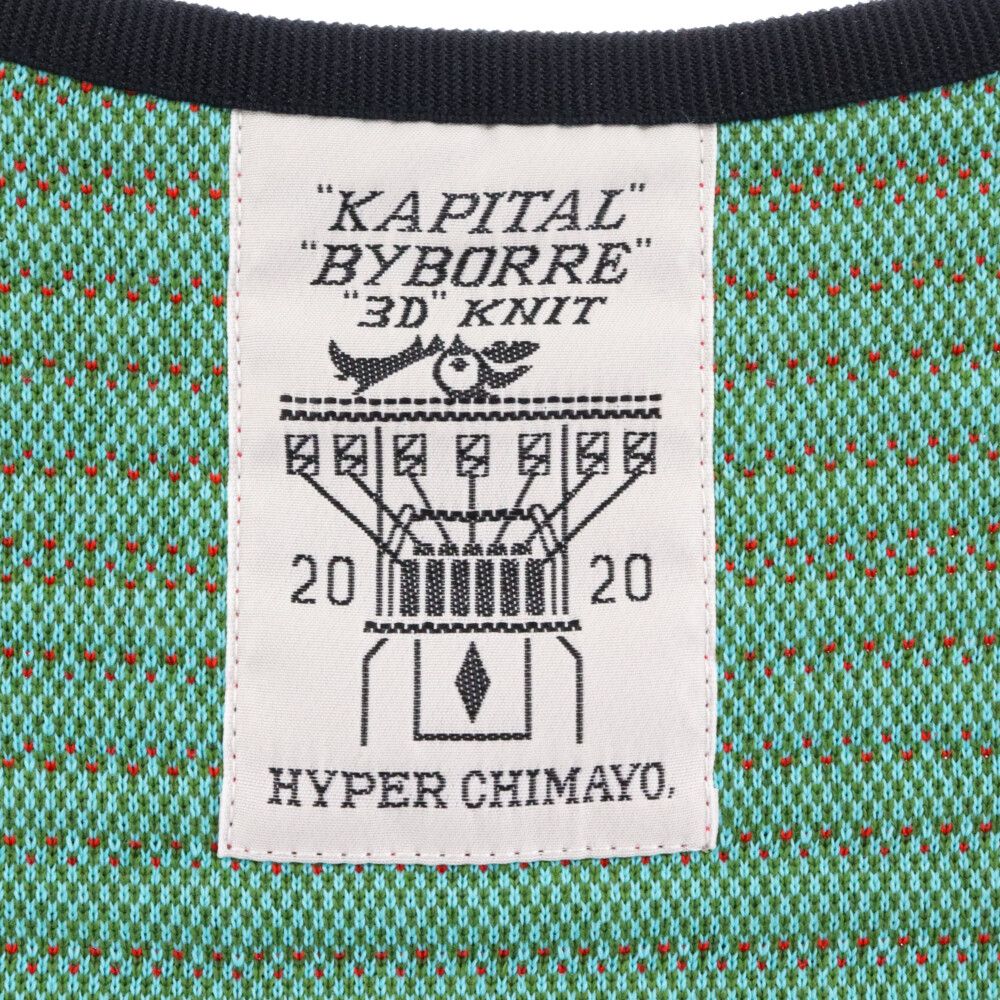 "KAPITAL"
"BYBORRE"
"3D" KNIT
20 20
HYPER CHIMAYO,